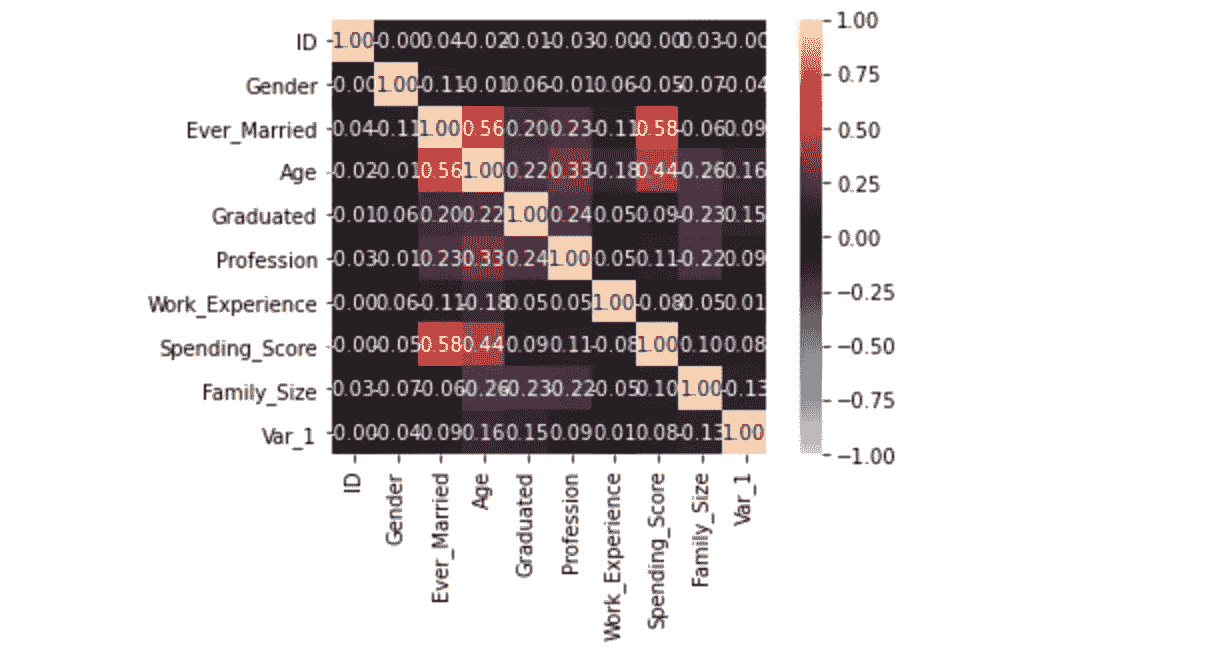 ID 1.00 -0.00 0.04 -0.02 0.01 -0.03 -0.00 -0.00 0.03 -0.00
Gender -0.00 1.00 -0.11 -0.01 0.06 -0.01 0.06 -0.05 -0.07 -0.04
Ever_Married 0.04 -0.11 1.00 0.56 0.20 0.23 -0.11 0.58 -0.06 0.09
Age -0.02 -0.01 0.56 1.00 0.22 0.33 -0.18 0.44 -0.26 0.16
Graduated 0.01 0.06 0.20 0.22 1.00 0.24 0.05 0.09 -0.23 0.15
Profession -0.03 -0.01 0.23 0.33 0.24 1.00 0.05 0.11 -0.22 0.09
Work_Experience -0.00 0.06 -0.11 -0.18 0.05 0.05 1.00 -0.08 -0.05 0.01
Spending_Score -0.00 -0.05 0.58 0.44 0.09 0.11 -0.08 1.00 0.10 0.08
Family_Size 0.03 -0.07 -0.06 -0.26 -0.23 -0.22 -0.05 0.10 1.00 -0.13
Var_1 -0.00 -0.04 0.09 0.16 0.15 0.09 0.01 0.08 -0.13 1.00
ID
Gender
Ever_Married
Age
Graduated
Profession
Work_Experience
Spending_Score
Family_Size
Var_1
1.00
0.75
0.50
0.25
0.00
−0.25
−0.50
−0.75
−1.00